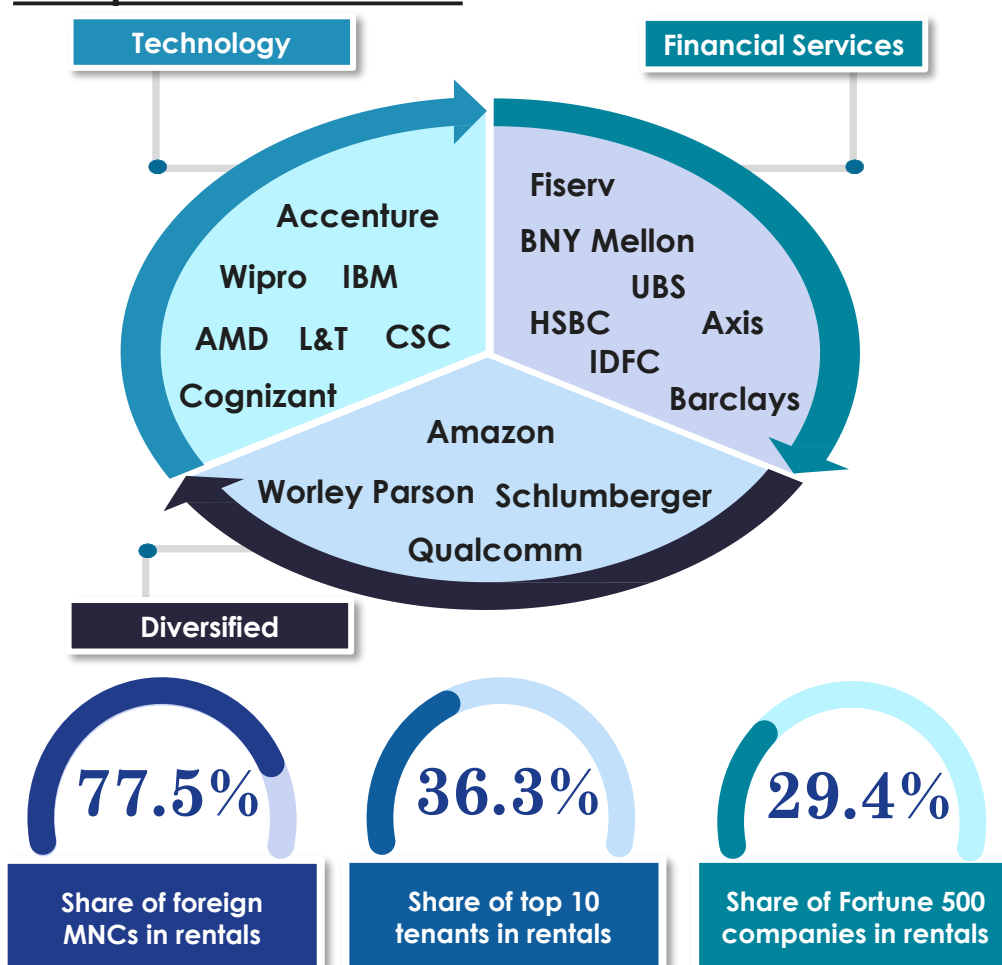 Technology
Financial Services
Accenture
Wipro IBM
AMD L&T CSC
Cognizant
Fiserv
BNY Mellon
UBS
HSBC Axis
IDFC
Barclays
Amazon
Worley Parson Schlumberger
Qualcomm
Diversified
77.5%
Share of foreign
MNCs in rentals
36.3%
Share of top 10
tenants in rentals
29.4%
Share of Fortune 500
companies in rentals